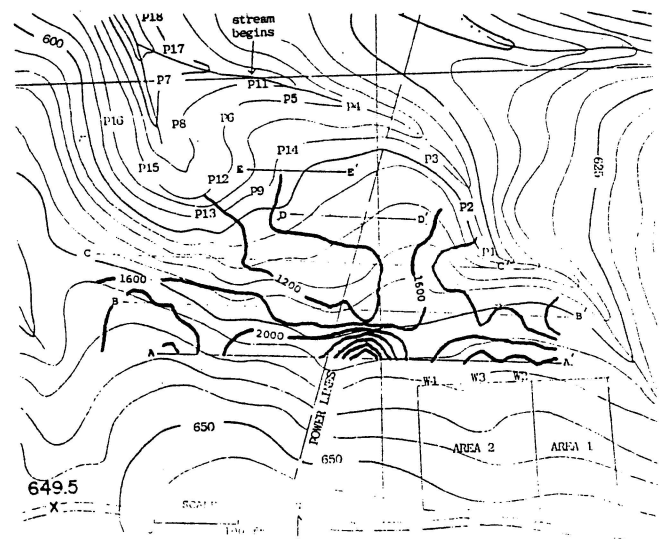 P18
stream
begins
600
P17
P7
P11
P5
P4
P16
P8
P6
P3
P15
P14
E
E'
P12
P9
P13
D
D'
P2
625
P1
C
C'
1600
1200
1600
B
B'
2000
A
A'
W1
W3
W2
POWER LINES
650
650
AREA 2
AREA 1
649.5
X
SCALE